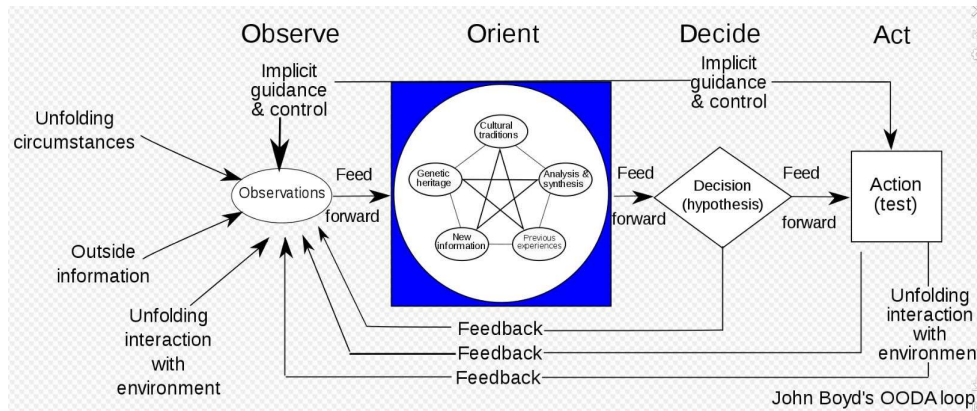 Observe
Orient
Decide
Act
Implicit
guidance
& control
Implicit
guidance
& control
Unfolding
circumstances
Observations
Outside
information
Unfolding
interaction
with
environment
Feed
forward
Cultural
traditions
Genetic
heritage
Analysis &
synthesis
New
information
Previous
experiences
Feed
forward
Decision
(hypothesis)
Feed
forward
Action
(test)
Unfolding
interaction
with
environment
Feedback
Feedback
Feedback
John Boyd's OODA loop